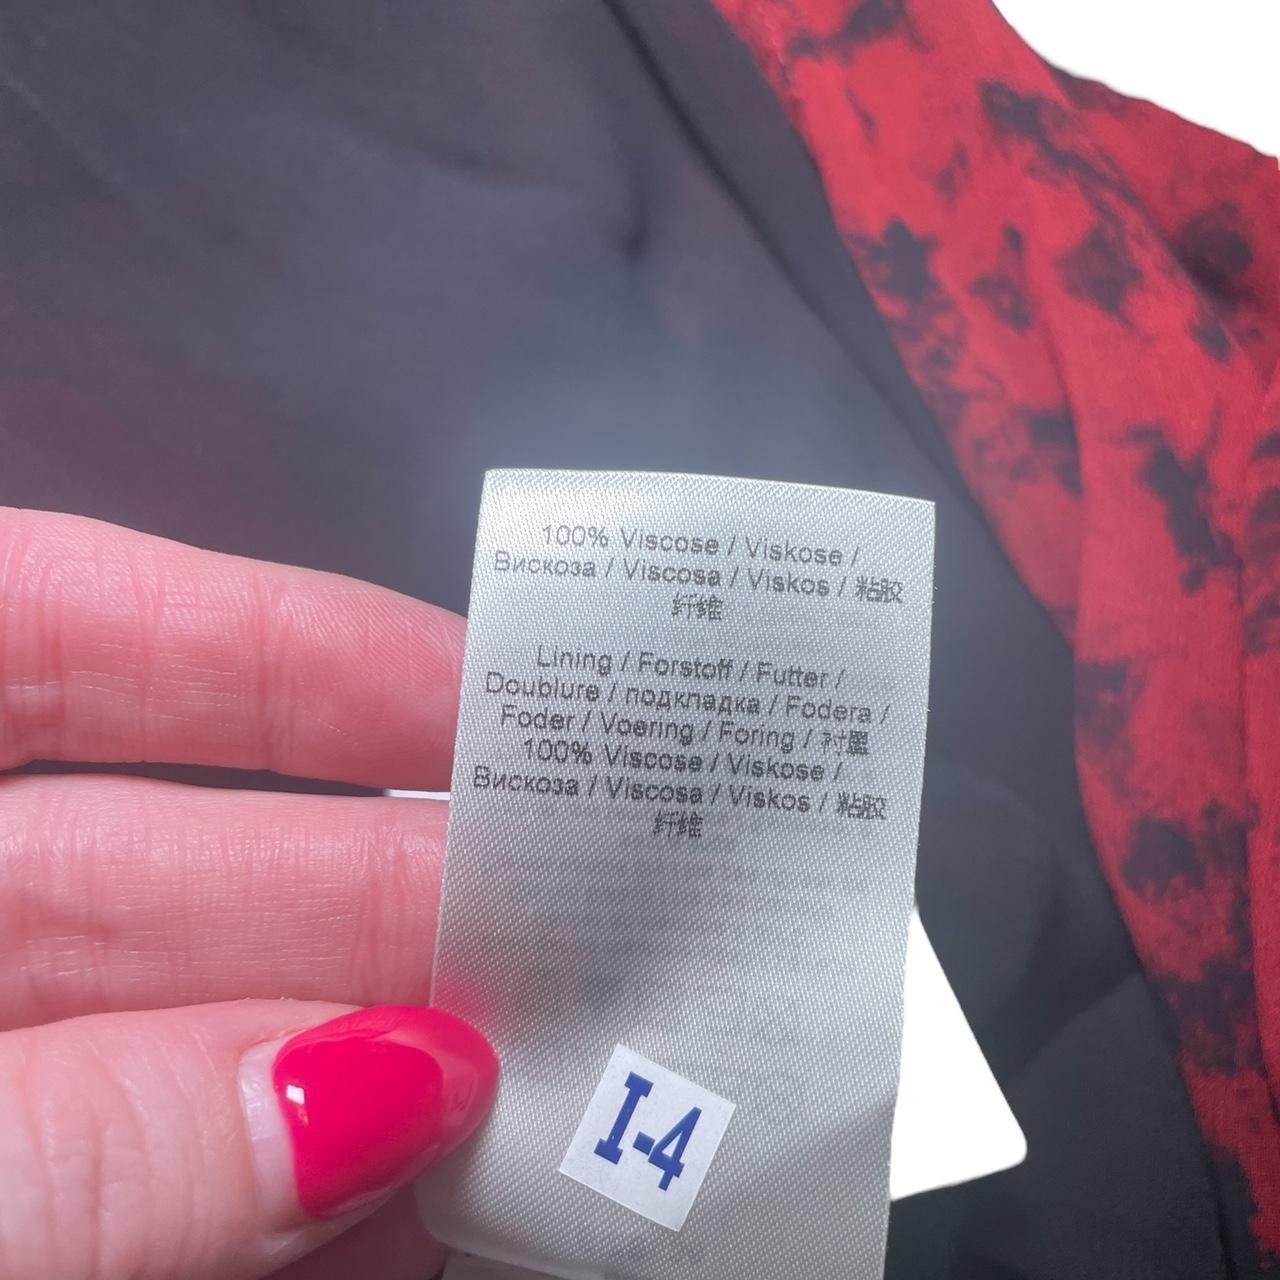 100% Viscose / Viskose /
Вискоза / Viscosa / Viskos / 粘胶
纤维
Lining / Forstoff / Futter /
Doublure / подкладка / Fodera /
Foder / Voering / Foring / 衬里
100% Viscose / Viskose /
Вискоза / Viscosa / Viskos / 粘胶
纤维
I-4